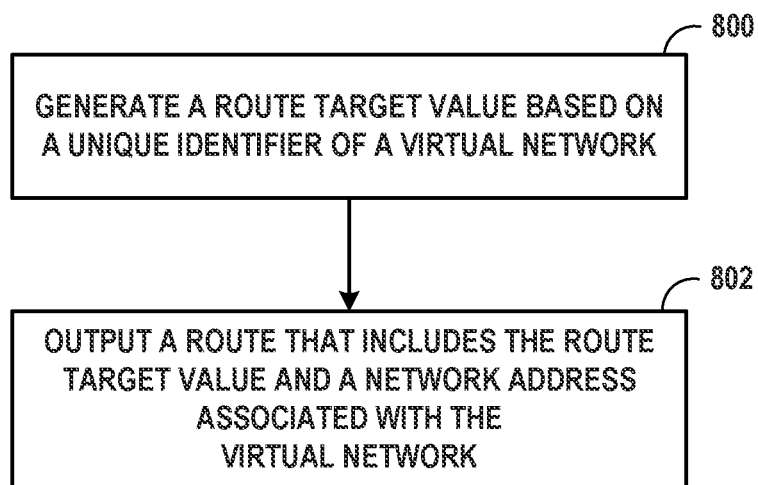 800
GENERATE A ROUTE TARGET VALUE BASED ON
A UNIQUE IDENTIFIER OF A VIRTUAL NETWORK
802
OUTPUT A ROUTE THAT INCLUDES THE ROUTE
TARGET VALUE AND A NETWORK ADDRESS
ASSOCIATED WITH THE
VIRTUAL NETWORK